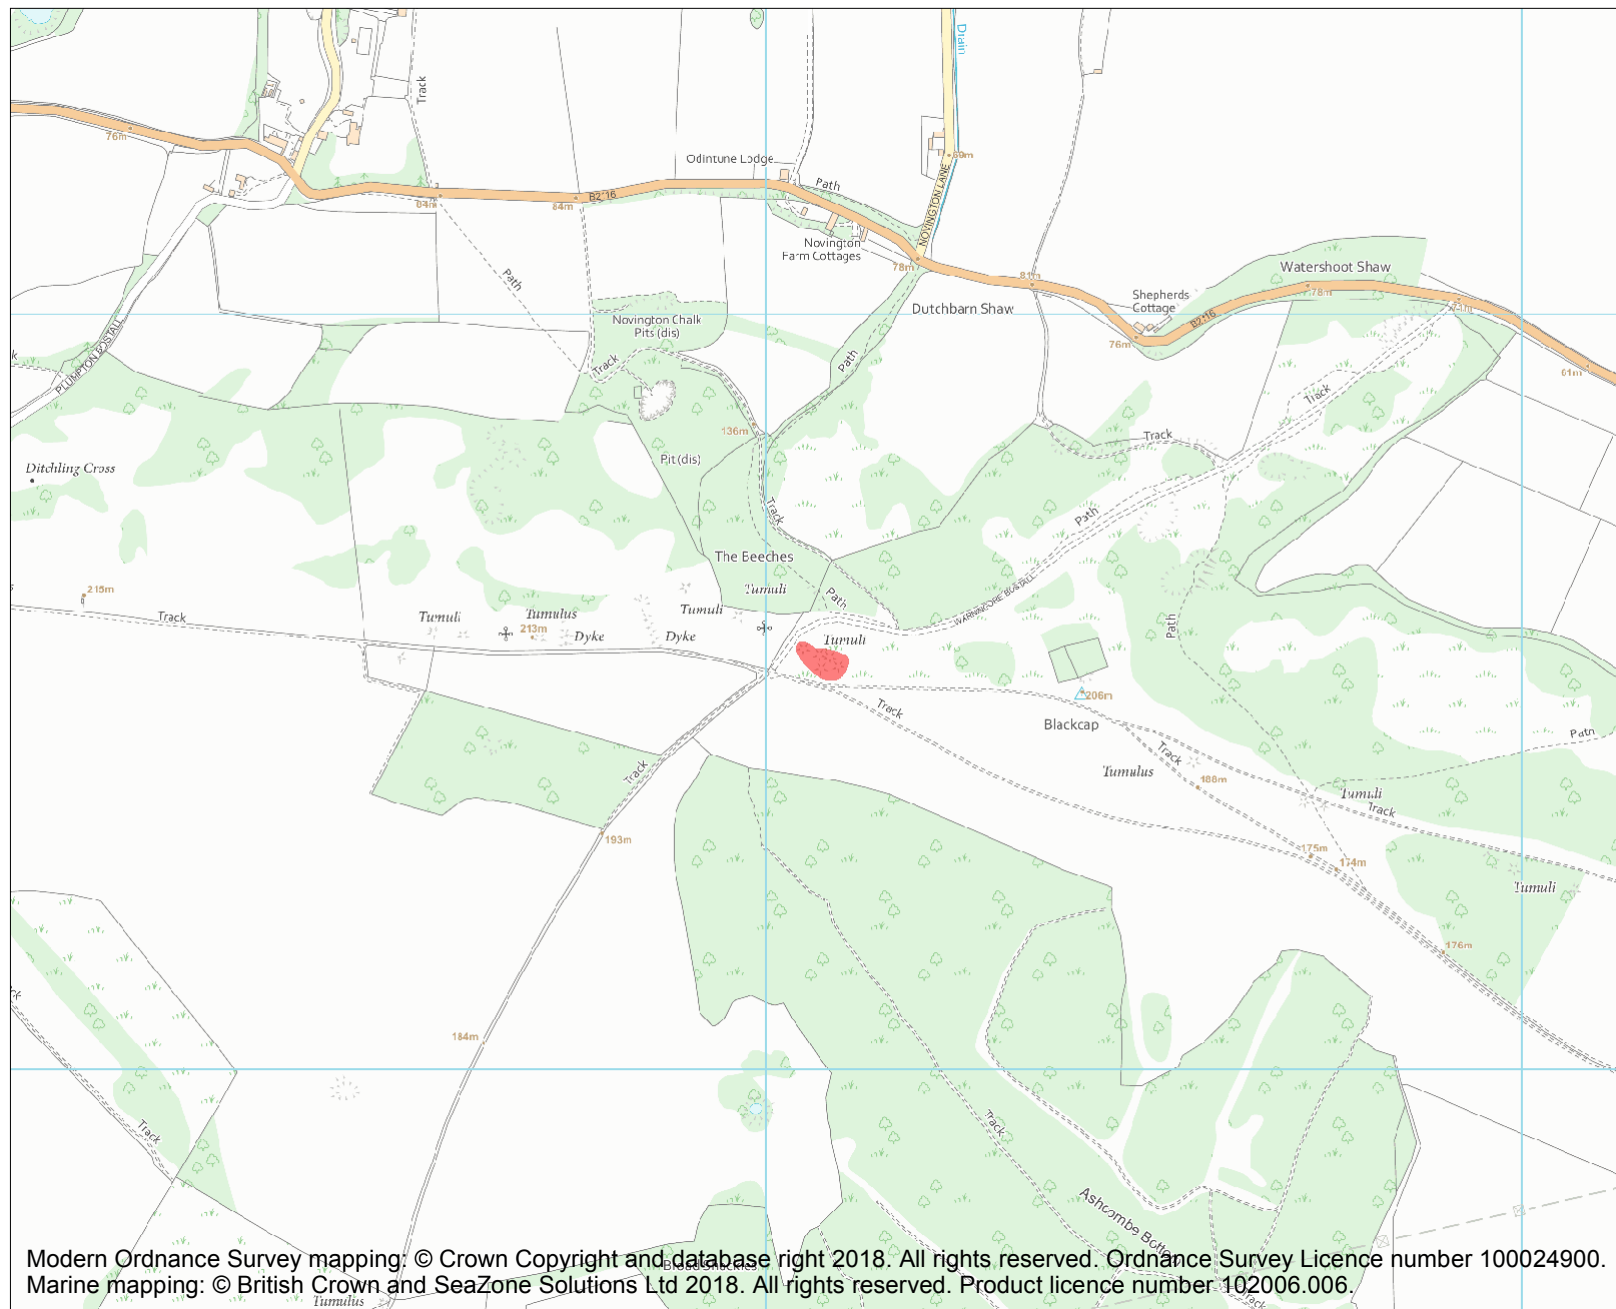 Drain
Track
76m
Odintune Lodge
69m
Path
B2116
84m
84m
NOVINGTON LANE
Novington
Farm Cottages
78m
Watershoot Shaw
Path
81m
78m
Shepherds
Cottage
Dutchbarn Shaw
71m
Novington Chalk
Pits (dis)
B2116
76m
PLUMPTON BOSTALL
Path
Track
61m
Track
136m
Track
Pit (dis)
Ditchling Cross
Track
Path
The Beeches
215m
Tumuli
Path
WARNINGORE BOSTALL
Track
Tumuli
Tumulus
Tumuli
213m
Dyke
Dyke
Tumuli
Path
206m
Track
Blackcap
Path
Track
Track
Tumulus
188m
Tumuli
Track
193m
175m
174m
Tumuli
176m
184m
Track
Track
Ashcombe Bottom
Modern Ordnance Survey mapping: © Crown Copyright and database right 2018. All rights reserved. Ordnance Survey Licence number 100024900.
Marine mapping: © British Crown and SeaZone Solutions Ltd 2018. All rights reserved. Product licence number 102006.006.
Tumulus
Track